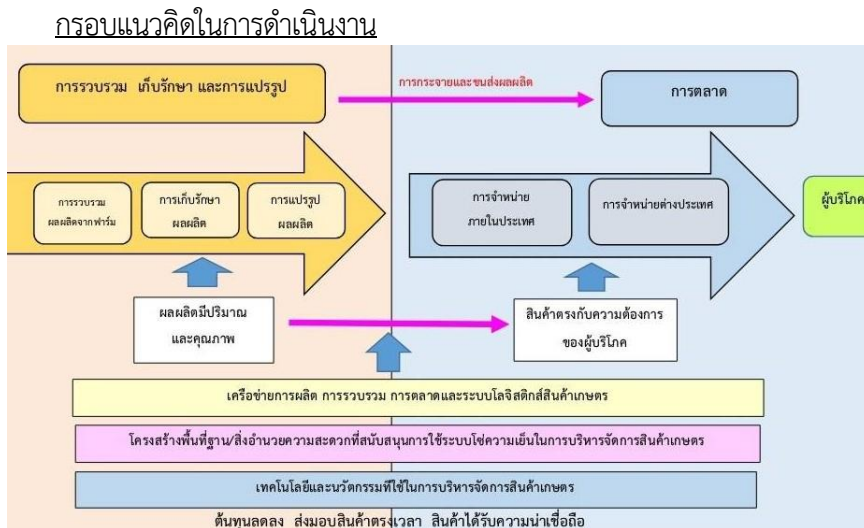 กรอบแนวคิดในการดำเนินงาน
การรวบรวม เก็บรักษา และการแปรรูป
การกระจายและขนส่งผลผลิต
การตลาด
การรวบรวม
ผลผลิตจากฟาร์ม
การเก็บรักษา
ผลผลิต
การแปรรูป
ผลผลิต
การจำหน่าย
ภายในประเทศ
การจำหน่ายต่างประเทศ
ผู้บริโภค
ผลผลิตมีปริมาณ
และคุณภาพ
สินค้าตรงกับความต้องการ
ของผู้บริโภค
เครือข่ายการผลิต การรวบรวม การตลาดและระบบโลจิสติกส์สินค้าเกษตร
โครงสร้างพื้นที่ฐาน/สิ่งอำนวยความสะดวกที่สนับสนุนการใช้ระบบโซ่ความเย็นในการบริหารจัดการสินค้าเกษตร
เทคโนโลยีและนวัตกรรมที่ใช้ในการบริหารจัดการสินค้าเกษตร
ต้นทุนลดลง ส่งมอบสินค้าตรงเวลา สินค้าได้รับความน่าเชื่อถือ